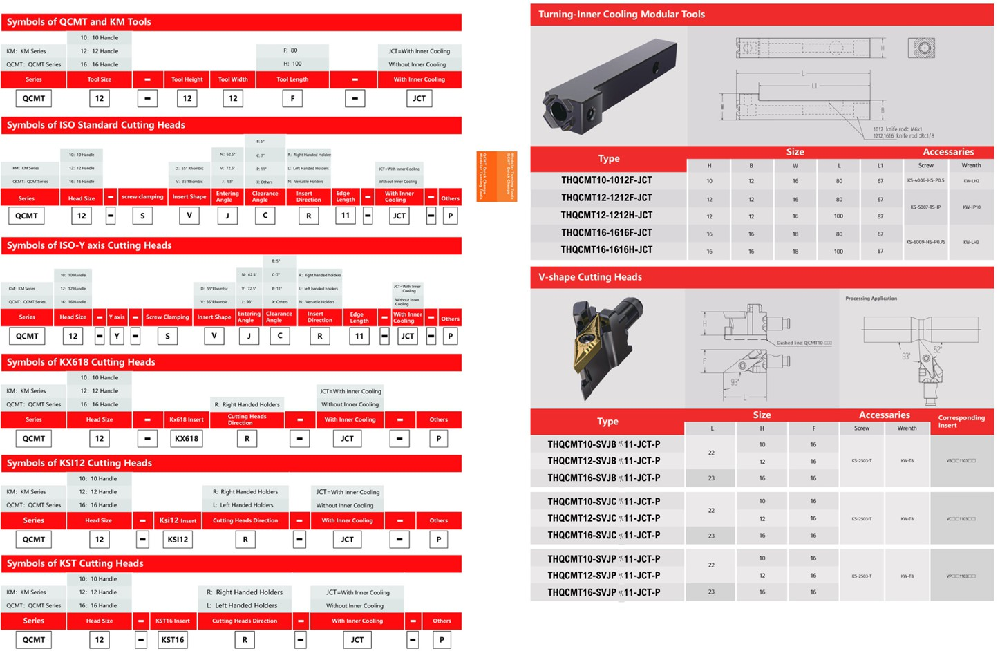 Symbols of QCMT and KM Tools
10: 10 Handle
KM: KM Series 12: 12 Handle F: 80 JCT=With Inner Cooling
QCMT: QCMT Series 16: 16 Handle H: 100 Without Inner Cooling
Series Tool Size - Tool Height Tool Width Tool Length - With Inner Cooling
QCMT 12 - 12 12 F - JCT
Symbols of ISO Standard Cutting Heads
B: 5°
10: 10 Handle N: 62.5° C: 7° R: Right Handed Holders
KM: KM Series 12: 12 Handle D: 55° Rhombic V: 72.5° P: 11° L: Left Handed Holders JCT=With Inner Cooling
QCMT: QCMTSeries 16: 16 Handle V: 35°Rhombic J: 93° X: Others N: Versatile Holders Without Inner Cooling
Series Head Size - screw clamping Insert Shape Entering Angle Clearance Angle Insert Direction Edge Length - With Inner Cooling - Others
QCMT 12 - S V J C R 11 - JCT - P
Symbols of ISO-Y axis Cutting Heads
B: 5°
10: 10 Handle N: 62.5° C: 7° R: right handed holders
KM: KM Series 12: 12 Handle D: 55°Rhombic V: 72.5° P: 11° L: left handed holders JCT=With Inner Cooling
QCMT: QCMT Series 16: 16 Handle V: 35°Rhombic J: 93° X: Others N: Versatile Holders Without Inner Cooling
Series Head Size - Y axis - Screw Clamping Insert Shape Entering Angle Clearance Angle Insert Direction Edge Length - With Inner Cooling - Others
QCMT 12 - Y - S V J C R 11 - JCT - P
Symbols of KX618 Cutting Heads
10: 10 Handle
KM: KM Series 12: 12 Handle JCT=With Inner Cooling
QCMT: QCMT Series 16: 16 Handle R: Right Handed Holders Without Inner Cooling
Series Head Size - Kx618 Insert Cutting Heads Direction - With Inner Cooling - Others
QCMT 12 - KX618 R - JCT - P
Symbols of KSI12 Cutting Heads
10: 10 Handle
KM: KM Series 12: 12 Handle R: Right Handed Holders JCT=With Inner Cooling
QCMT: QCMT Series 16: 16 Handle L: Left Handed Holders Without Inner Cooling
Series Head Size - Ksi12 Insert Cutting Heads Direction - With Inner Cooling - Others
QCMT 12 - KSI12 R - JCT - P
Symbols of KST Cutting Heads
10: 10 Handle
KM: KM Series 12: 12 Handle R: Right Handed Holders JCT=With Inner Cooling
QCMT: QCMT Series 16: 16 Handle L: Left Handed Holders Without Inner Cooling
Series Head Size - KST16 Insert Cutting Heads Direction - With Inner Cooling - Others
QCMT 12 - KST16 R - JCT - P
QCMT Quick Change
Modular Turning Tools
Modular Turning Tools
QCMT Quick Change
Turning-Inner Cooling Modular Tools
H
L
L1
W
B
1012 knife rod: M6x1
1212,1616 knife rod :Rc1/8
Type Size Accessaries
H B W L L1 Screw Wrenth
THQCMT10-1012F-JCT 10 12 16 80 67 KS-4006-HS-P0.5 KW-LH2
THQCMT12-1212F-JCT 12 12 16 80 67 KS-5007-TS-IP KW-IP10
THQCMT12-1212H-JCT 12 12 16 100 87
THQCMT16-1616F-JCT 16 16 18 80 67 KS-6009-HS-P0.75 KW-LH3
THQCMT16-1616H-JCT 16 16 18 100 87
V-shape Cutting Heads
Processing Application
H
Dashed line: QCMT10-□□□
F
93°
L
93°
52°
Type Size Accessaries Corresponding Insert
L H F Screw Wrenth
THQCMT10-SVJB R/L 11-JCT-P 22 10 16
THQCMT12-SVJB R/L 11-JCT-P 12 16 KS-2503-T KW-T8 VB□□1103□□
THQCMT16-SVJB R/L 11-JCT-P 23 16 16
THQCMT10-SVJC R/L 11-JCT-P 22 10 16
THQCMT12-SVJC R/L 11-JCT-P 12 16 KS-2503-T KW-T8 VC□□1103□□
THQCMT16-SVJC R/L 11-JCT-P 23 16 16
THQCMT10-SVJP R/L 11-JCT-P 22 10 16
THQCMT12-SVJP R/L 11-JCT-P 12 16 KS-2503-T KW-T8 VP□□1103□□
THQCMT16-SVJP R/L 11-JCT-P 23 16 16